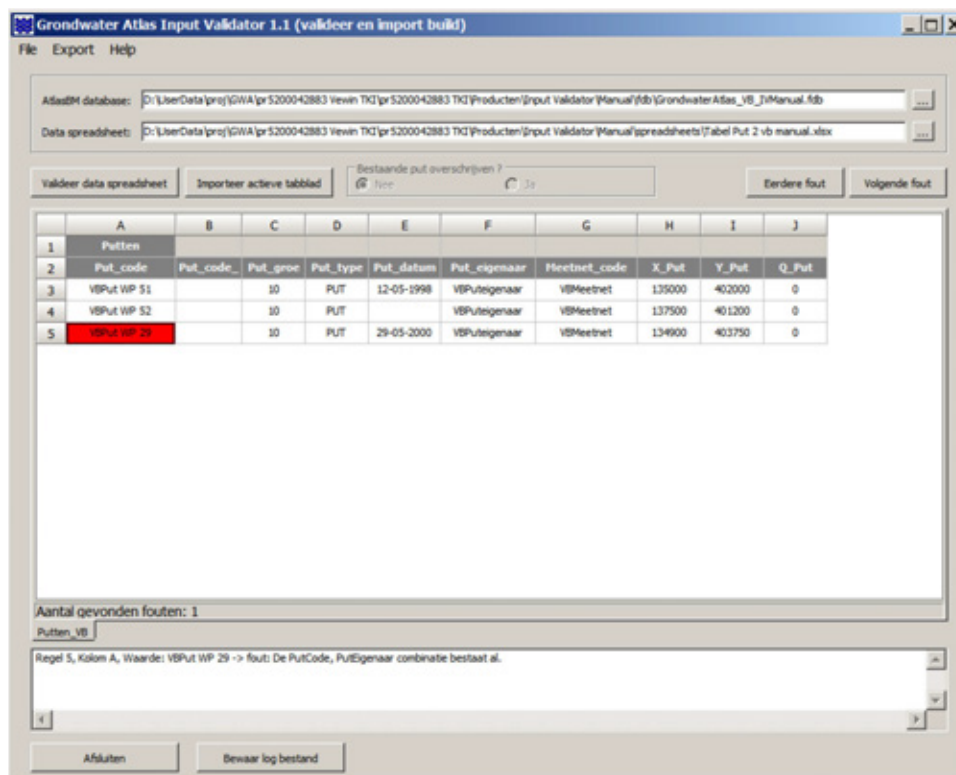 Grondwater Atlas Input Validator 1.1 (valideer en import build)
File Export Help
AtlasBM database: D:\UserData\proj\GWA\pr5200042883 Vewin TKI\pr5200042883 TKI\Producten\Input Validator\Manual\fdb\GrondwaterAtlas_VB_IVManual.fdb ...
Data spreadsheet: D:\UserData\proj\GWA\pr5200042883 Vewin TKI\pr5200042883 TKI\Producten\Input Validator\Manual\spreadsheets\Tabel Put 2 vb manual.xlsx ...
Bestaande put overschrijven ?
Valideer data spreadsheet Importeer actieve tabblad Nee Ja Eerdere fout Volgende fout
A B C D E F G H I J
1 Putten
2 Put_code Put_code_ Put_groe Put_type Put_datum Put_eigenaar Meetnet_code X_Put Y_Put Q_Put
3 VBPut WP 51 10 PUT 12-05-1998 VBPuteigenaar VBMeetnet 135000 402000 0
4 VBPut WP 52 10 PUT VBPuteigenaar VBMeetnet 137500 401200 0
5 VBPut WP 29 10 PUT 29-05-2000 VBPuteigenaar VBMeetnet 134900 403750 0
Aantal gevonden fouten: 1
Putten_VB
Regel 5, Kolom A, Waarde: VBPut WP 29 -> fout: De PutCode, PutEigenaar combinatie bestaat al.
Afsluiten Bewaar log bestand